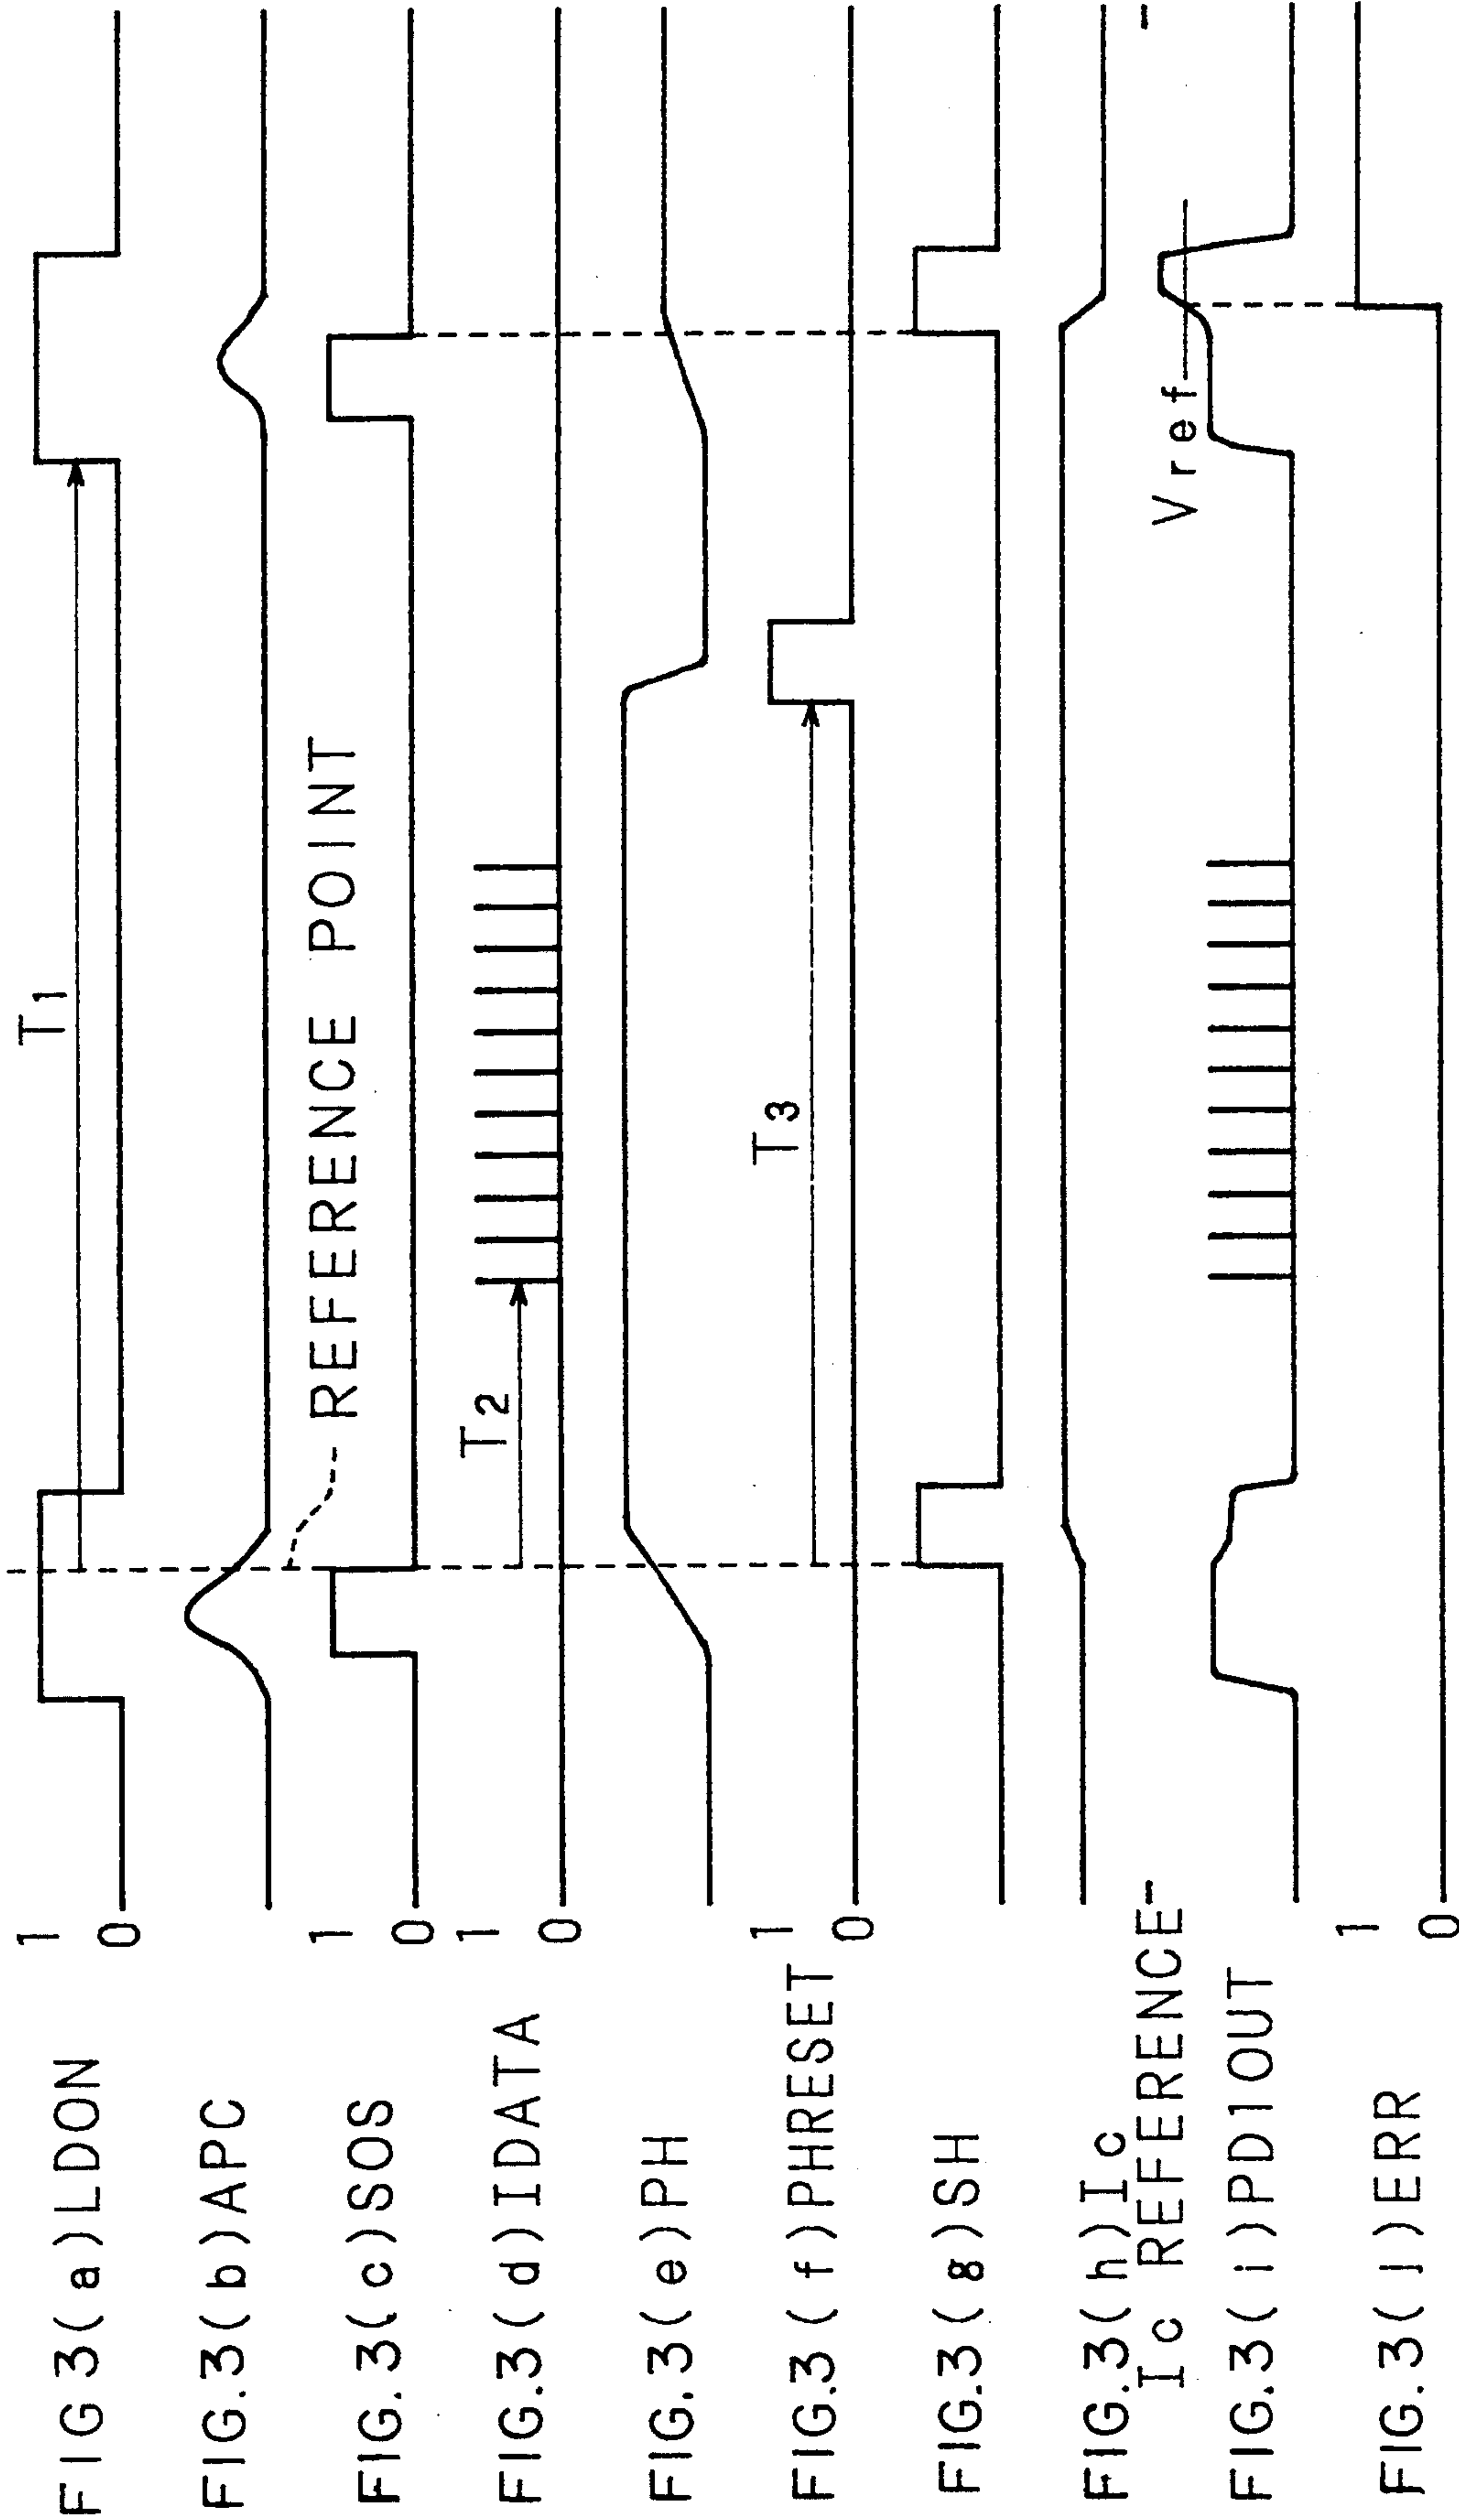 FIG 3(a)LDON
1
0
T1
FIG.3(b)APC
REFERENCE POINT
FIG.3(c)SOS
1
0
FIG.3(d)IDATA
1
0
T2
FIG.3(e)PH
FIG.3(f)PHRESET
1
0
T3
FIG.3(g)SH
FIG.3(h)Ic
Ic REFERENCE
FIG.3(i)PD1OUT
Vref
FIG.3(j)ERR
1
0